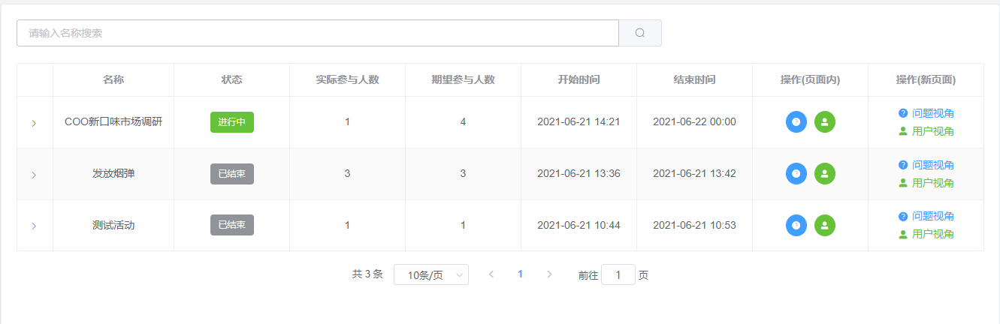 请输入名称搜索
名称 状态 实际参与人数 期望参与人数 开始时间 结束时间 操作(页面内) 操作(新页面)
COO新口味市场调研 进行中 1 4 2021-06-21 14:21 2021-06-22 00:00 问题视角
用户视角
发放烟弹 已结束 3 3 2021-06-21 13:36 2021-06-21 13:42 问题视角
用户视角
测试活动 已结束 1 1 2021-06-21 10:44 2021-06-21 10:53 问题视角
用户视角
共 3 条 10条/页 1 前往 1 页